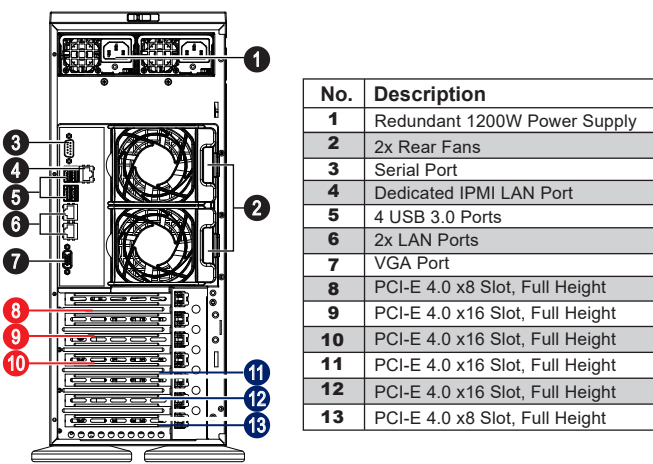 1
3
4
5
2
6
7
8
9
10
11
12
13
No. Description
1 Redundant 1200W Power Supply
2 2x Rear Fans
3 Serial Port
4 Dedicated IPMI LAN Port
5 4 USB 3.0 Ports
6 2x LAN Ports
7 VGA Port
8 PCI-E 4.0 x8 Slot, Full Height
9 PCI-E 4.0 x16 Slot, Full Height
10 PCI-E 4.0 x16 Slot, Full Height
11 PCI-E 4.0 x16 Slot, Full Height
12 PCI-E 4.0 x16 Slot, Full Height
13 PCI-E 4.0 x8 Slot, Full Height